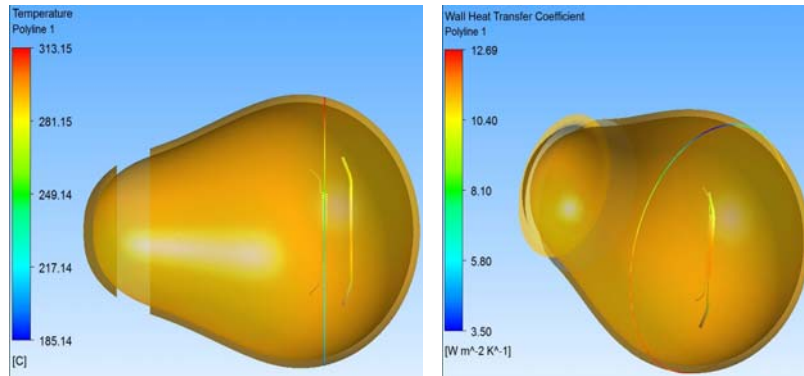 Temperature
Polyline 1
313.15
281.15
249.14
217.14
185.14
[C]
Wall Heat Transfer Coefficient
Polyline 1
12.69
10.40
8.10
5.80
3.50
[W m^-2 K^-1]